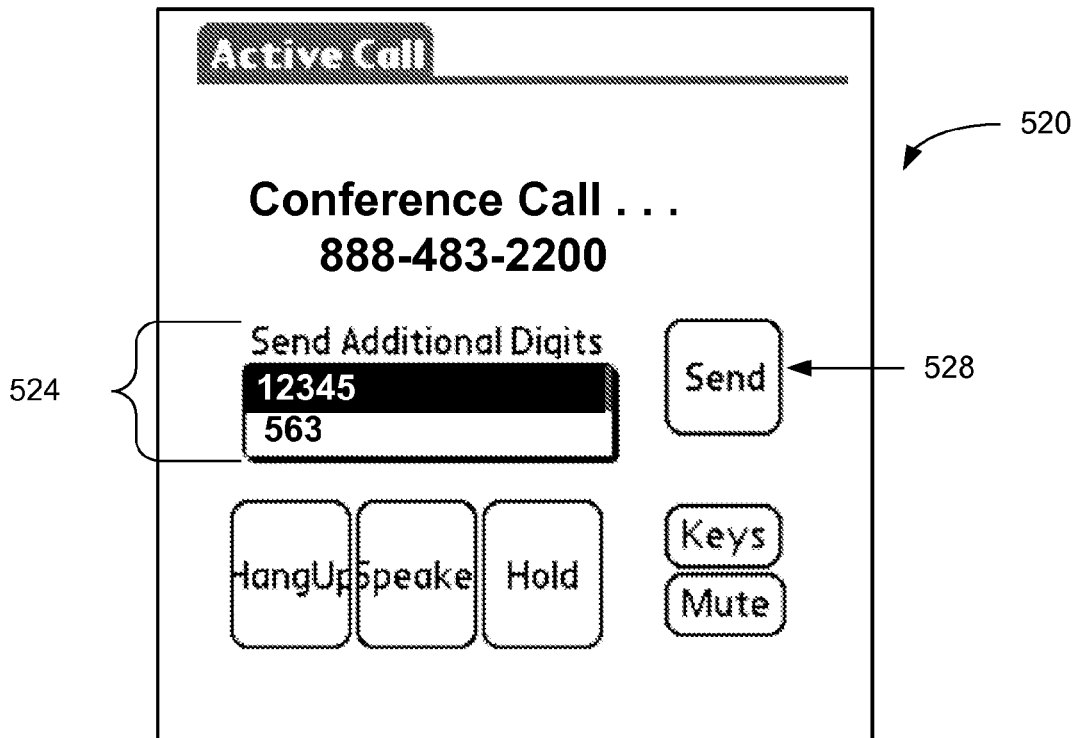 Active Call
520
Conference Call . . .
888-483-2200
Send Additional Digits
12345
563
Send
524
528
HangUp
Speake
Hold
Keys
Mute